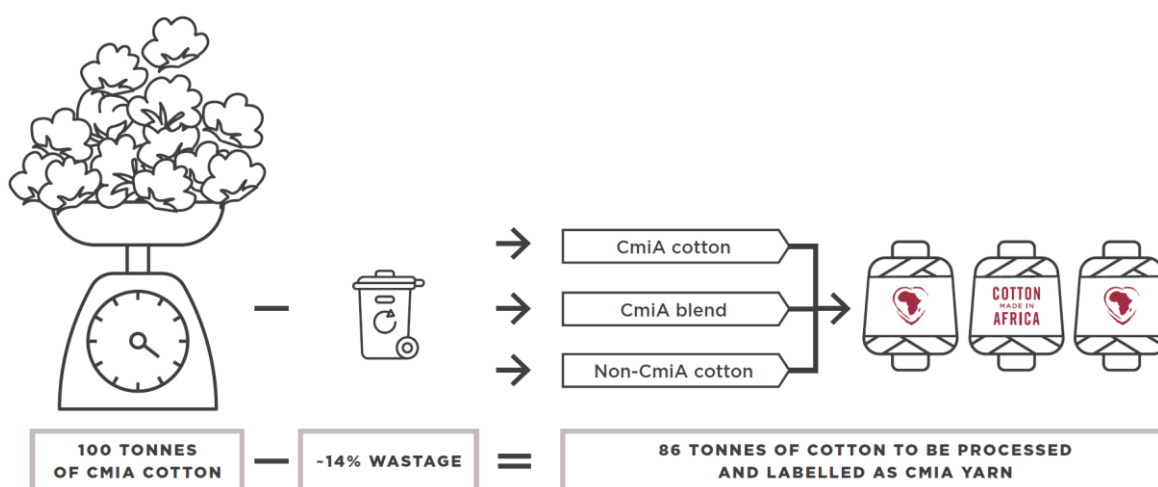 CmiA cotton
CmiA blend
Non-CmiA cotton
COTTON
MADE IN
AFRICA
100 TONNES
OF CMIA COTTON
~14% WASTAGE
86 TONNES OF COTTON TO BE PROCESSED
AND LABELLED AS CMIA YARN